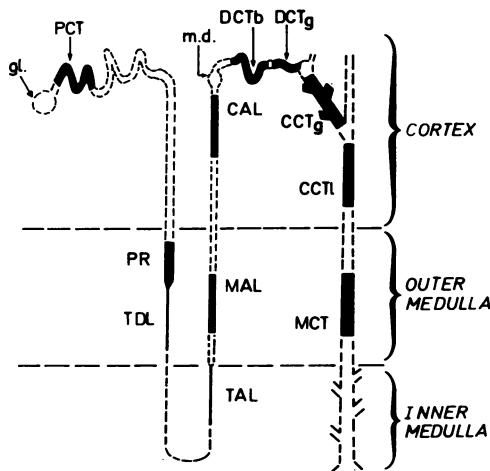 PCT
gl.
m.d.
DCTb
DCTg
CAL
CCTg
CORTEX
CCTl
PR
TDL
MAL
MCT
OUTER
MEDULLA
TAL
INNER
MEDULLA